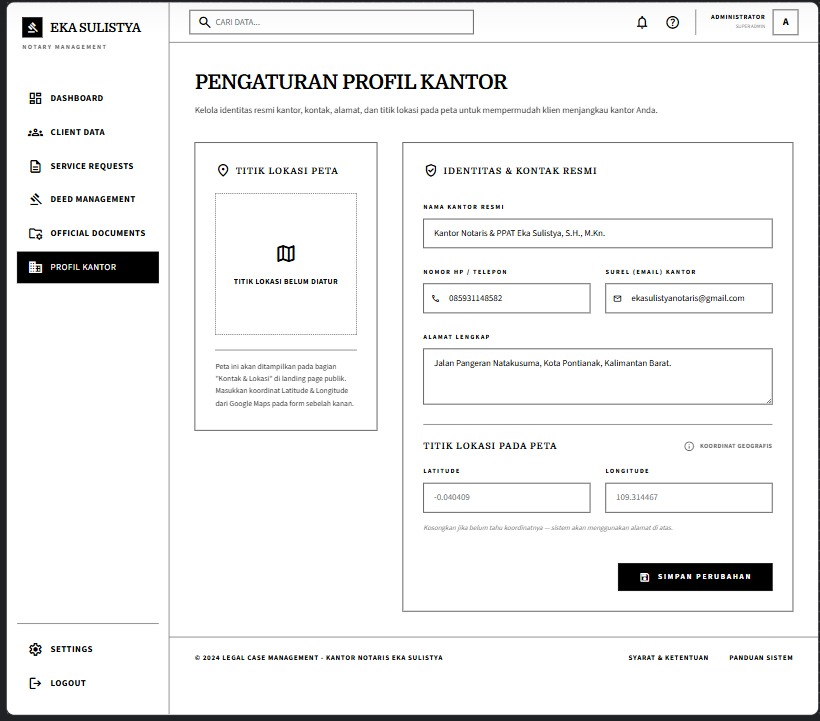 EKA SULISTYA
NOTARY MANAGEMENT
DASHBOARD
CLIENT DATA
SERVICE REQUESTS
DEED MANAGEMENT
OFFICIAL DOCUMENTS
PROFIL KANTOR
SETTINGS
LOGOUT
CARI DATA...
ADMINISTRATOR
SUPERADMIN
A
PENGATURAN PROFIL KANTOR
Kelola identitas resmi kantor, kontak, alamat, dan titik lokasi pada peta untuk mempermudah klien menjangkau kantor Anda.
TITIK LOKASI PETA
TITIK LOKASI BELUM DIATUR
Peta ini akan ditampilkan pada bagian
"Kontak & Lokasi" di landing page publik.
Masukkan koordinat Latitude & Longitude
dari Google Maps pada form sebelah kanan.
IDENTITAS & KONTAK RESMI
NAMA KANTOR RESMI
Kantor Notaris & PPAT Eka Sulistya, S.H., M.Kn.
NOMOR HP / TELEPON
085931148582
SUREL (EMAIL) KANTOR
ekasulistyanotaris@gmail.com
ALAMAT LENGKAP
Jalan Pangeran Natakusuma, Kota Pontianak, Kalimantan Barat.
TITIK LOKASI PADA PETA
KOORDINAT GEOGRAFIS
LATITUDE
-0.040409
LONGITUDE
109.314467
Kosongkan jika belum tahu koordinatnya — sistem akan menggunakan alamat di atas.
SIMPAN PERUBAHAN
© 2024 LEGAL CASE MANAGEMENT - KANTOR NOTARIS EKA SULISTYA
SYARAT & KETENTUAN
PANDUAN SISTEM